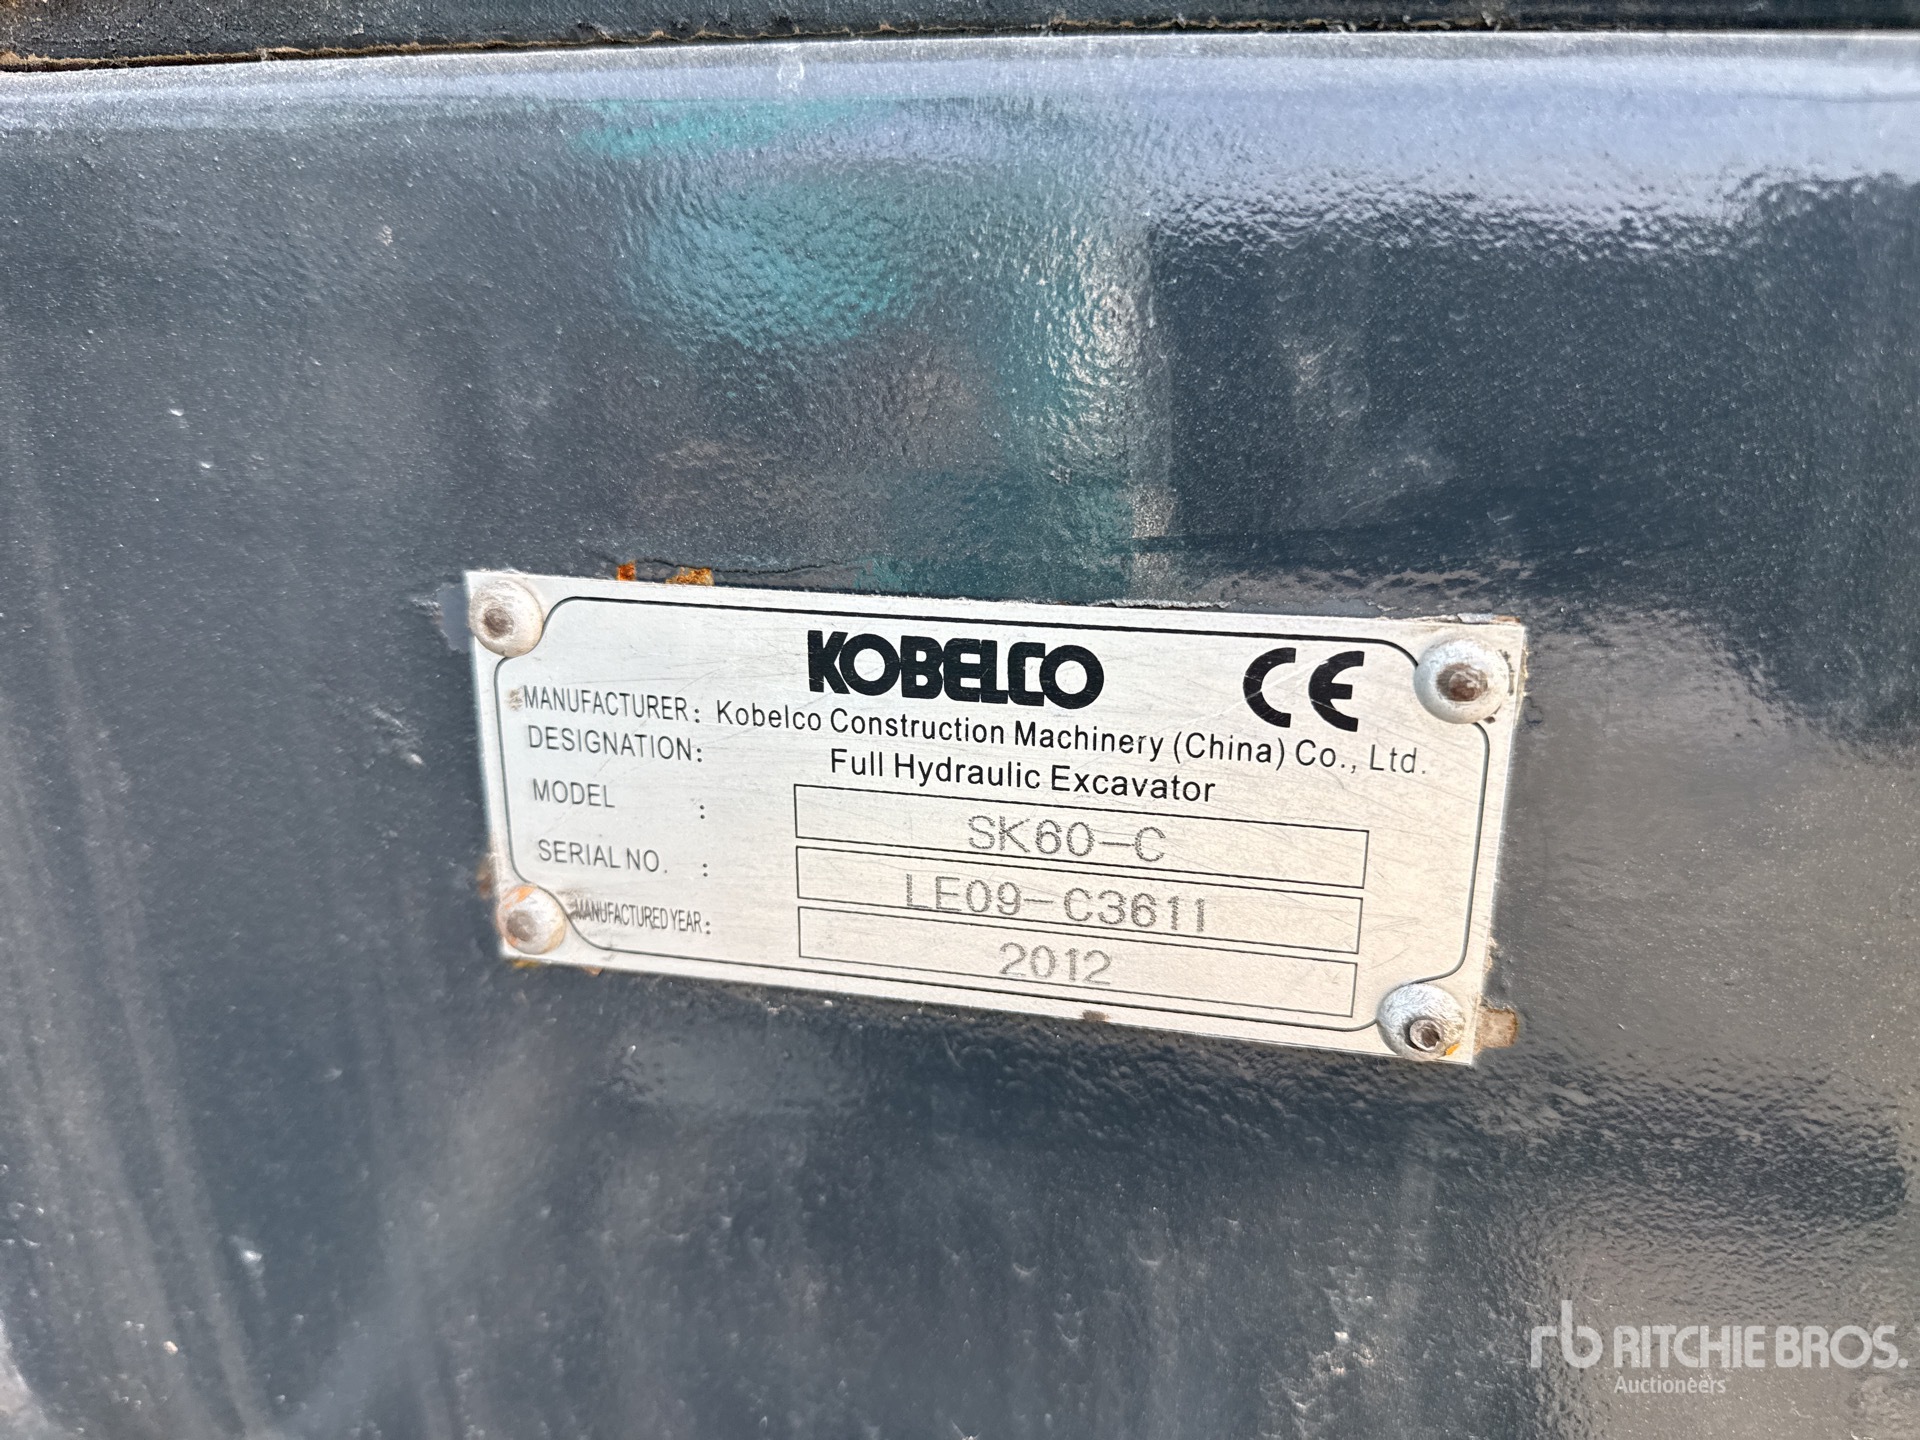 KOBELCO CE
MANUFACTURER: Kobelco Construction Machinery (China) Co., Ltd.
DESIGNATION: Full Hydraulic Excavator
MODEL : SK60-C
SERIAL NO. : LE09-C3611
MANUFACTURED YEAR: 2012
rb RITCHIE BROS.
Auctioneers